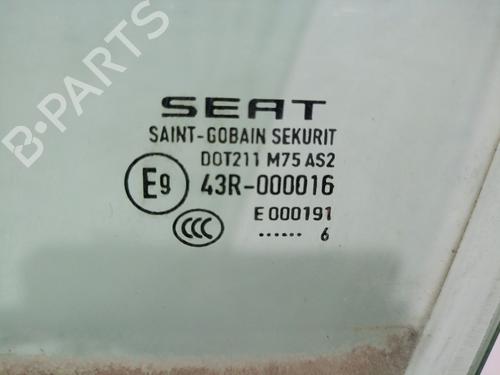 B-PARTS
SEAT
SAINT-GOBAIN SEKURIT
DOT211 M75 AS2
E9 43R-000016
E 000191
CCC ...... 6